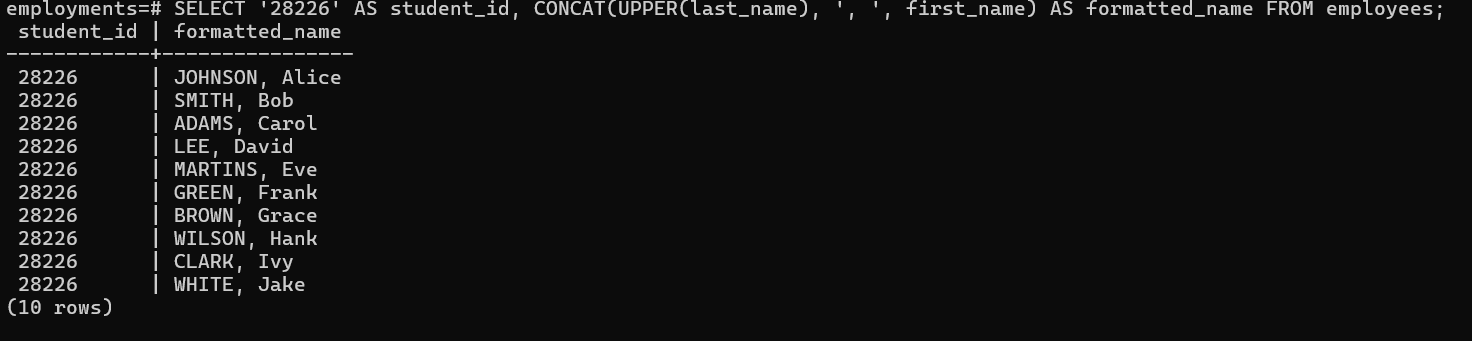 employments=# SELECT '28226' AS student_id, CONCAT(UPPER(last_name), ', ', first_name) AS formatted_name FROM employees;
 student_id | formatted_name
------------+----------------
 28226      | JOHNSON, Alice
 28226      | SMITH, Bob
 28226      | ADAMS, Carol
 28226      | LEE, David
 28226      | MARTINS, Eve
 28226      | GREEN, Frank
 28226      | BROWN, Grace
 28226      | WILSON, Hank
 28226      | CLARK, Ivy
 28226      | WHITE, Jake
(10 rows)